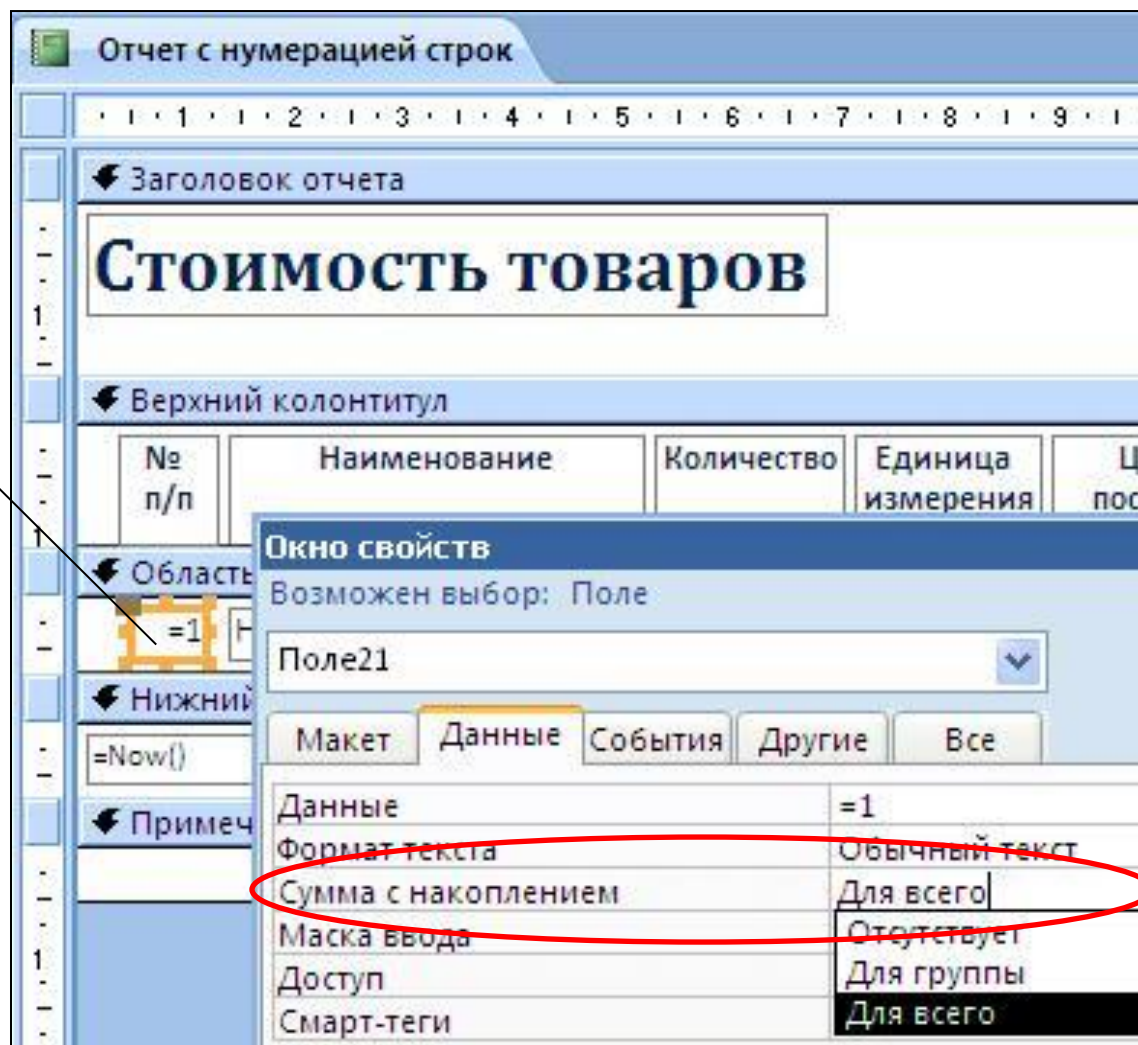 Отчет с нумерацией строк
1 2 3 4 5 6 7 8 9
Заголовок отчета
Стоимость товаров
1
Верхний колонтитул
№ п/п Наименование Количество Единица измерения
1
Область
=1
Нижний
=Now()
Примеч
1
Окно свойств
Возможен выбор: Поле
Поле21
Макет Данные События Другие Все
Данные =1
Формат текста Обычный текст
Сумма с накоплением Для всего
Маска ввода Отсутствует
Доступ Для группы
Смарт-теги Для всего